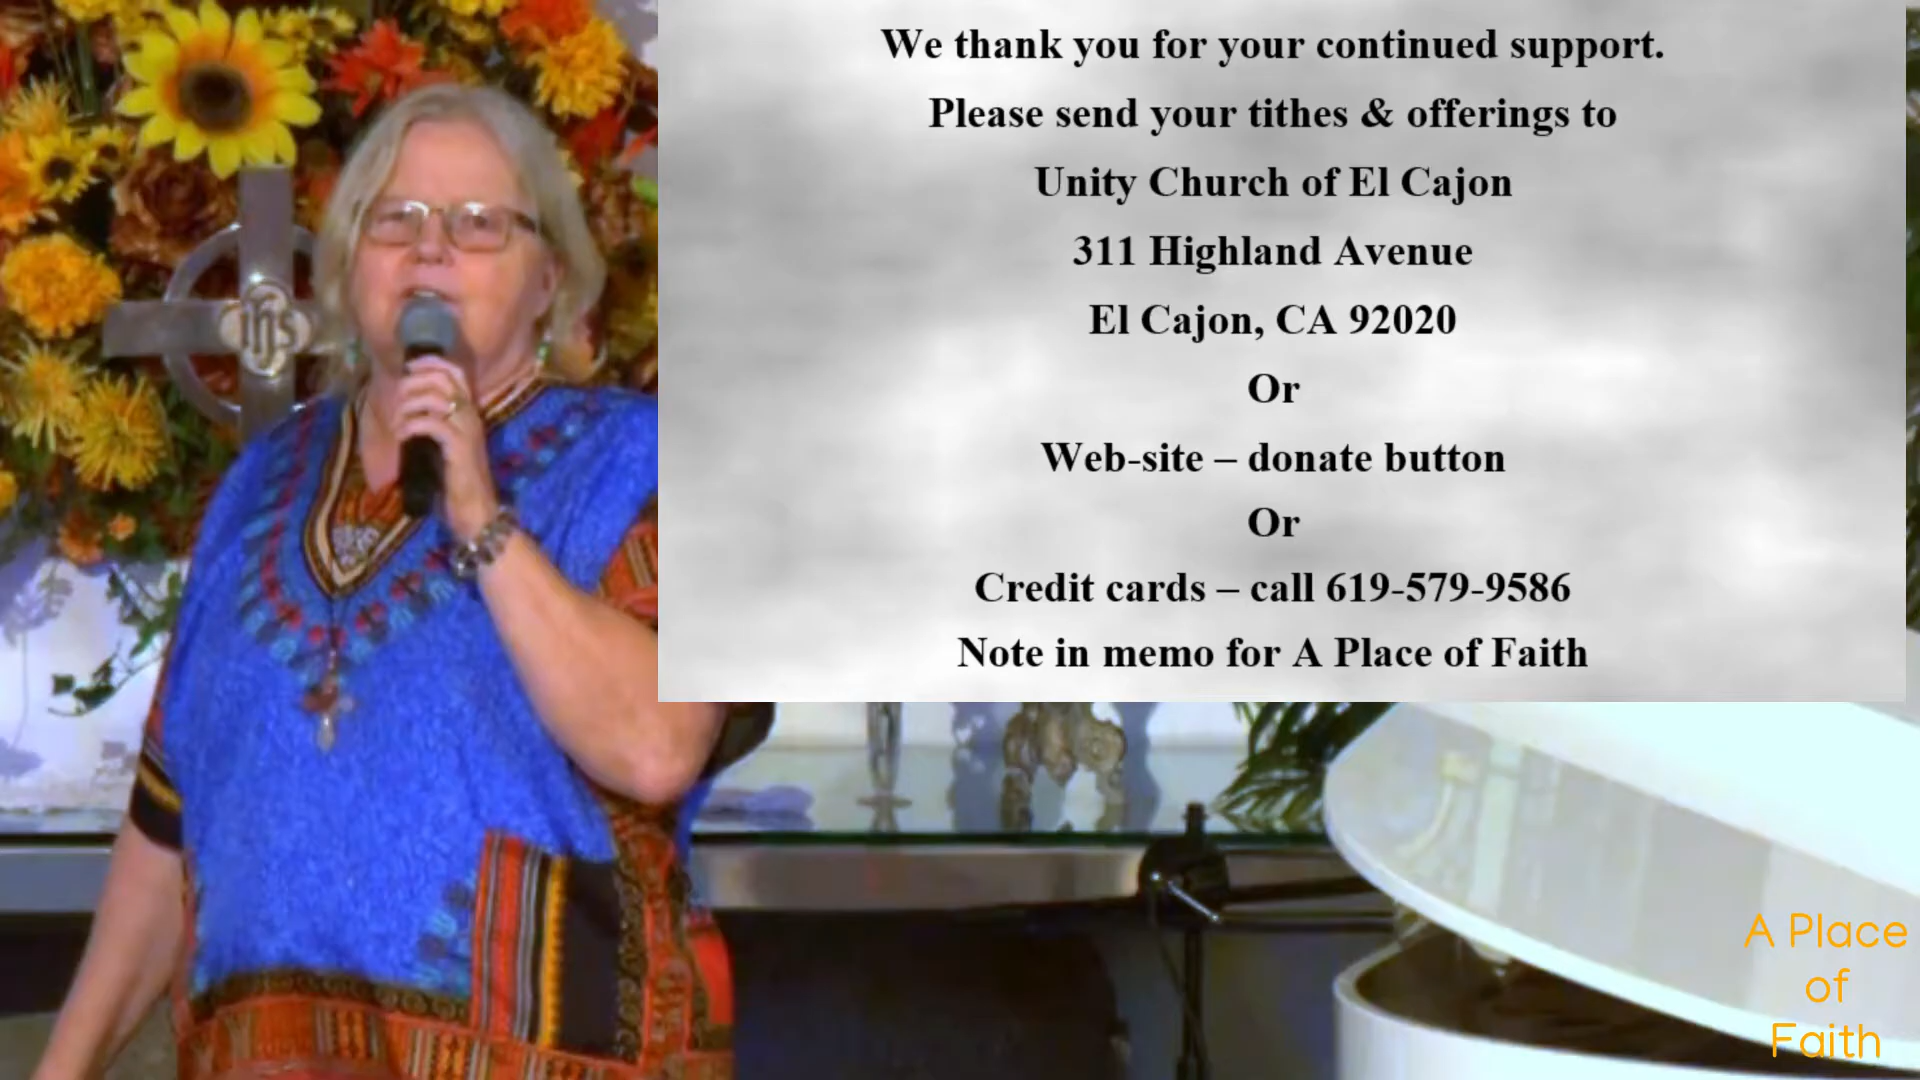 We thank you for your continued support.
Please send your tithes & offerings to
Unity Church of El Cajon
311 Highland Avenue
El Cajon, CA 92020
Or
Web-site – donate button
Or
Credit cards – call 619-579-9586
Note in memo for A Place of Faith
ihs
A Place
of
Faith